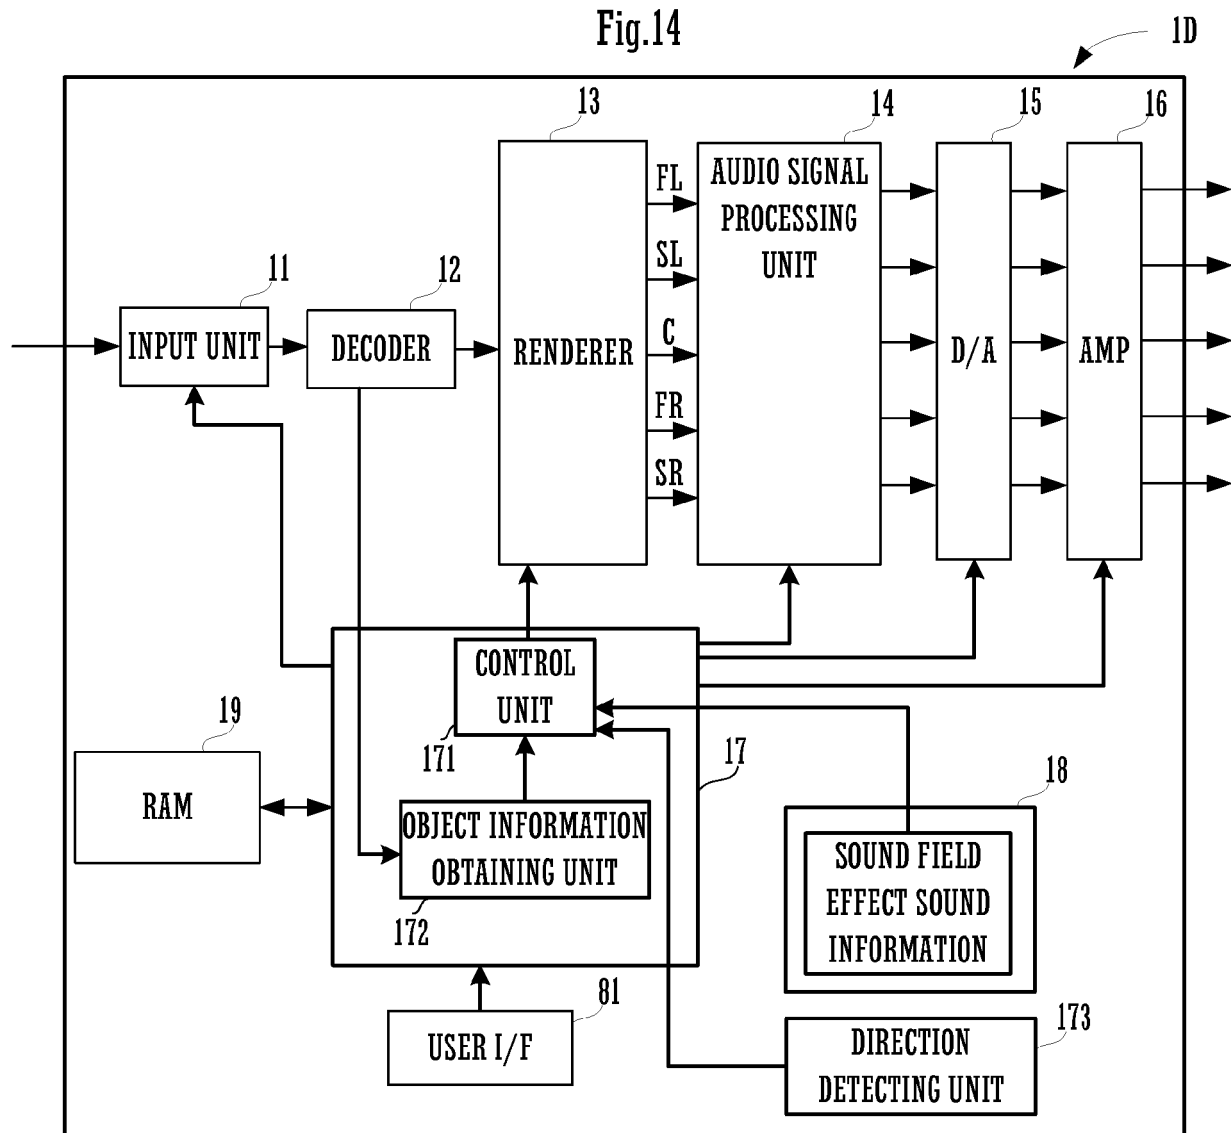 Fig.14
1D
13
14
15
16
FL
AUDIO SIGNAL
PROCESSING
UNIT
SL
11
12
INPUT UNIT
DECODER
RENDERER
C
D/A
AMP
FR
SR
CONTROL
UNIT
171
19
17
18
RAM
OBJECT INFORMATION
OBTAINING UNIT
172
SOUND FIELD
EFFECT SOUND
INFORMATION
81
USER I/F
173
DIRECTION
DETECTING UNIT